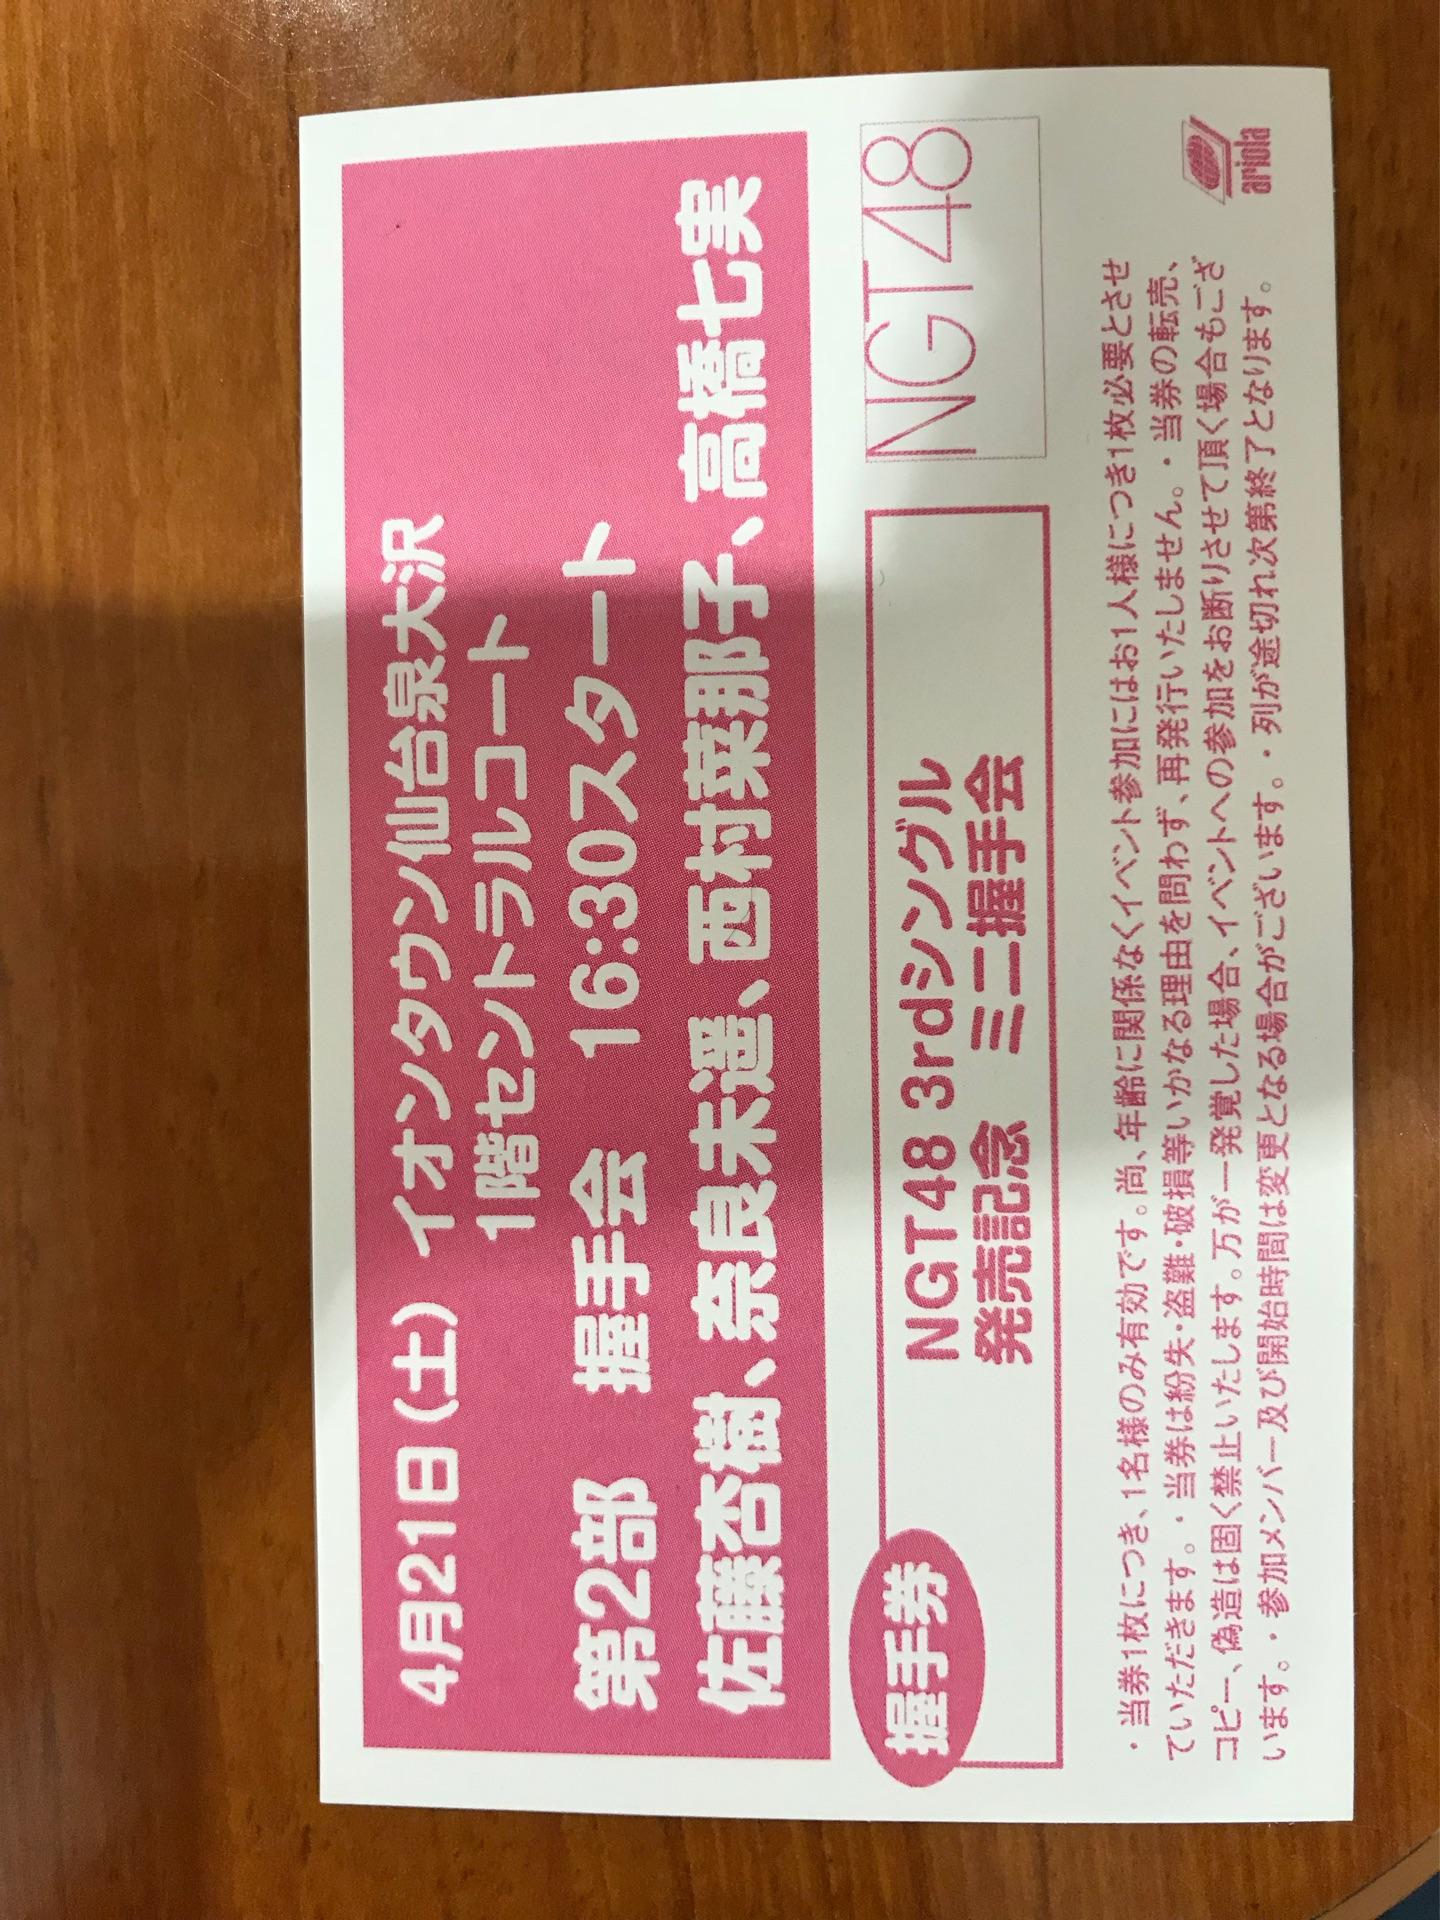 4月21日(土) イオンタウン仙台泉大沢
1階セントラルコート
第2部 握手会 16:30スタート
佐藤杏樹、奈良未遥、西村菜那子、高橋七実
握手券
NGT48 3rdシングル
発売記念 ミニ握手会
NGT48
・当券1枚につき、1名様のみ有効です。尚、年齢に関係なくイベント参加にはお1人様につき1枚必要とさせ
ていただきます。・当券は紛失・盗難・破損等いかなる理由を問わず、再発行いたしません。・当券の転売、
コピー、偽造は固く禁止いたします。万が一発覚した場合、イベントへの参加をお断りさせて頂く場合もござ
います。・参加メンバー及び開始時間は変更となる場合がございます。・列が途切れ次第終了となります。
ariola